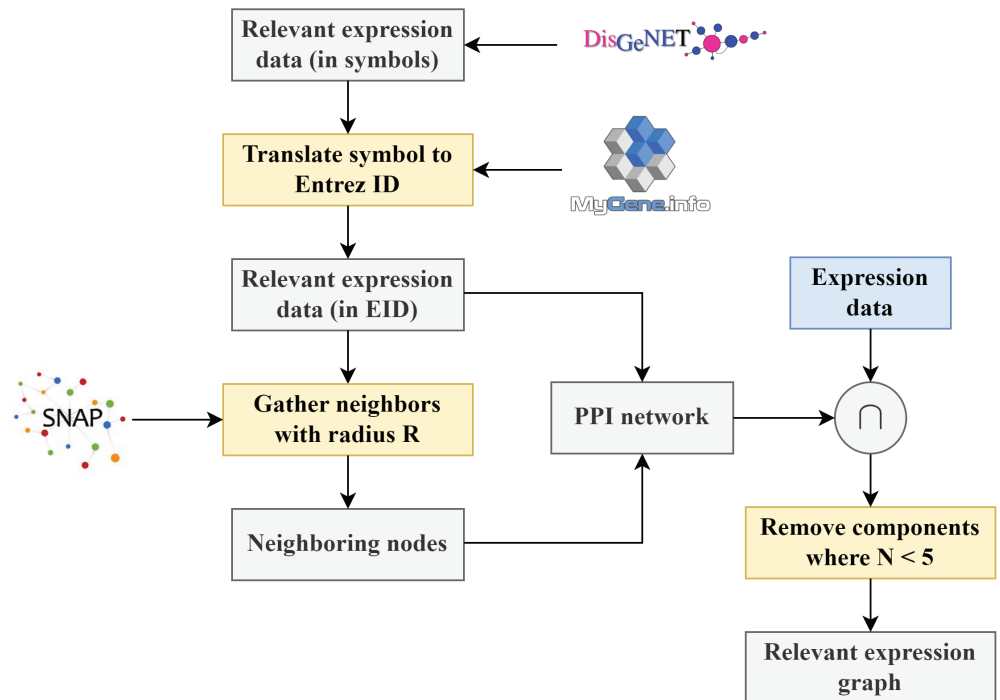 Relevant expression
data (in symbols)
DisGeNET
Translate symbol to
Entrez ID
MyGene.info
Relevant expression
data (in EID)
Expression
data
SNAP
Gather neighbors
with radius R
PPI network
∩
Neighboring nodes
Remove components
where N < 5
Relevant expression
graph